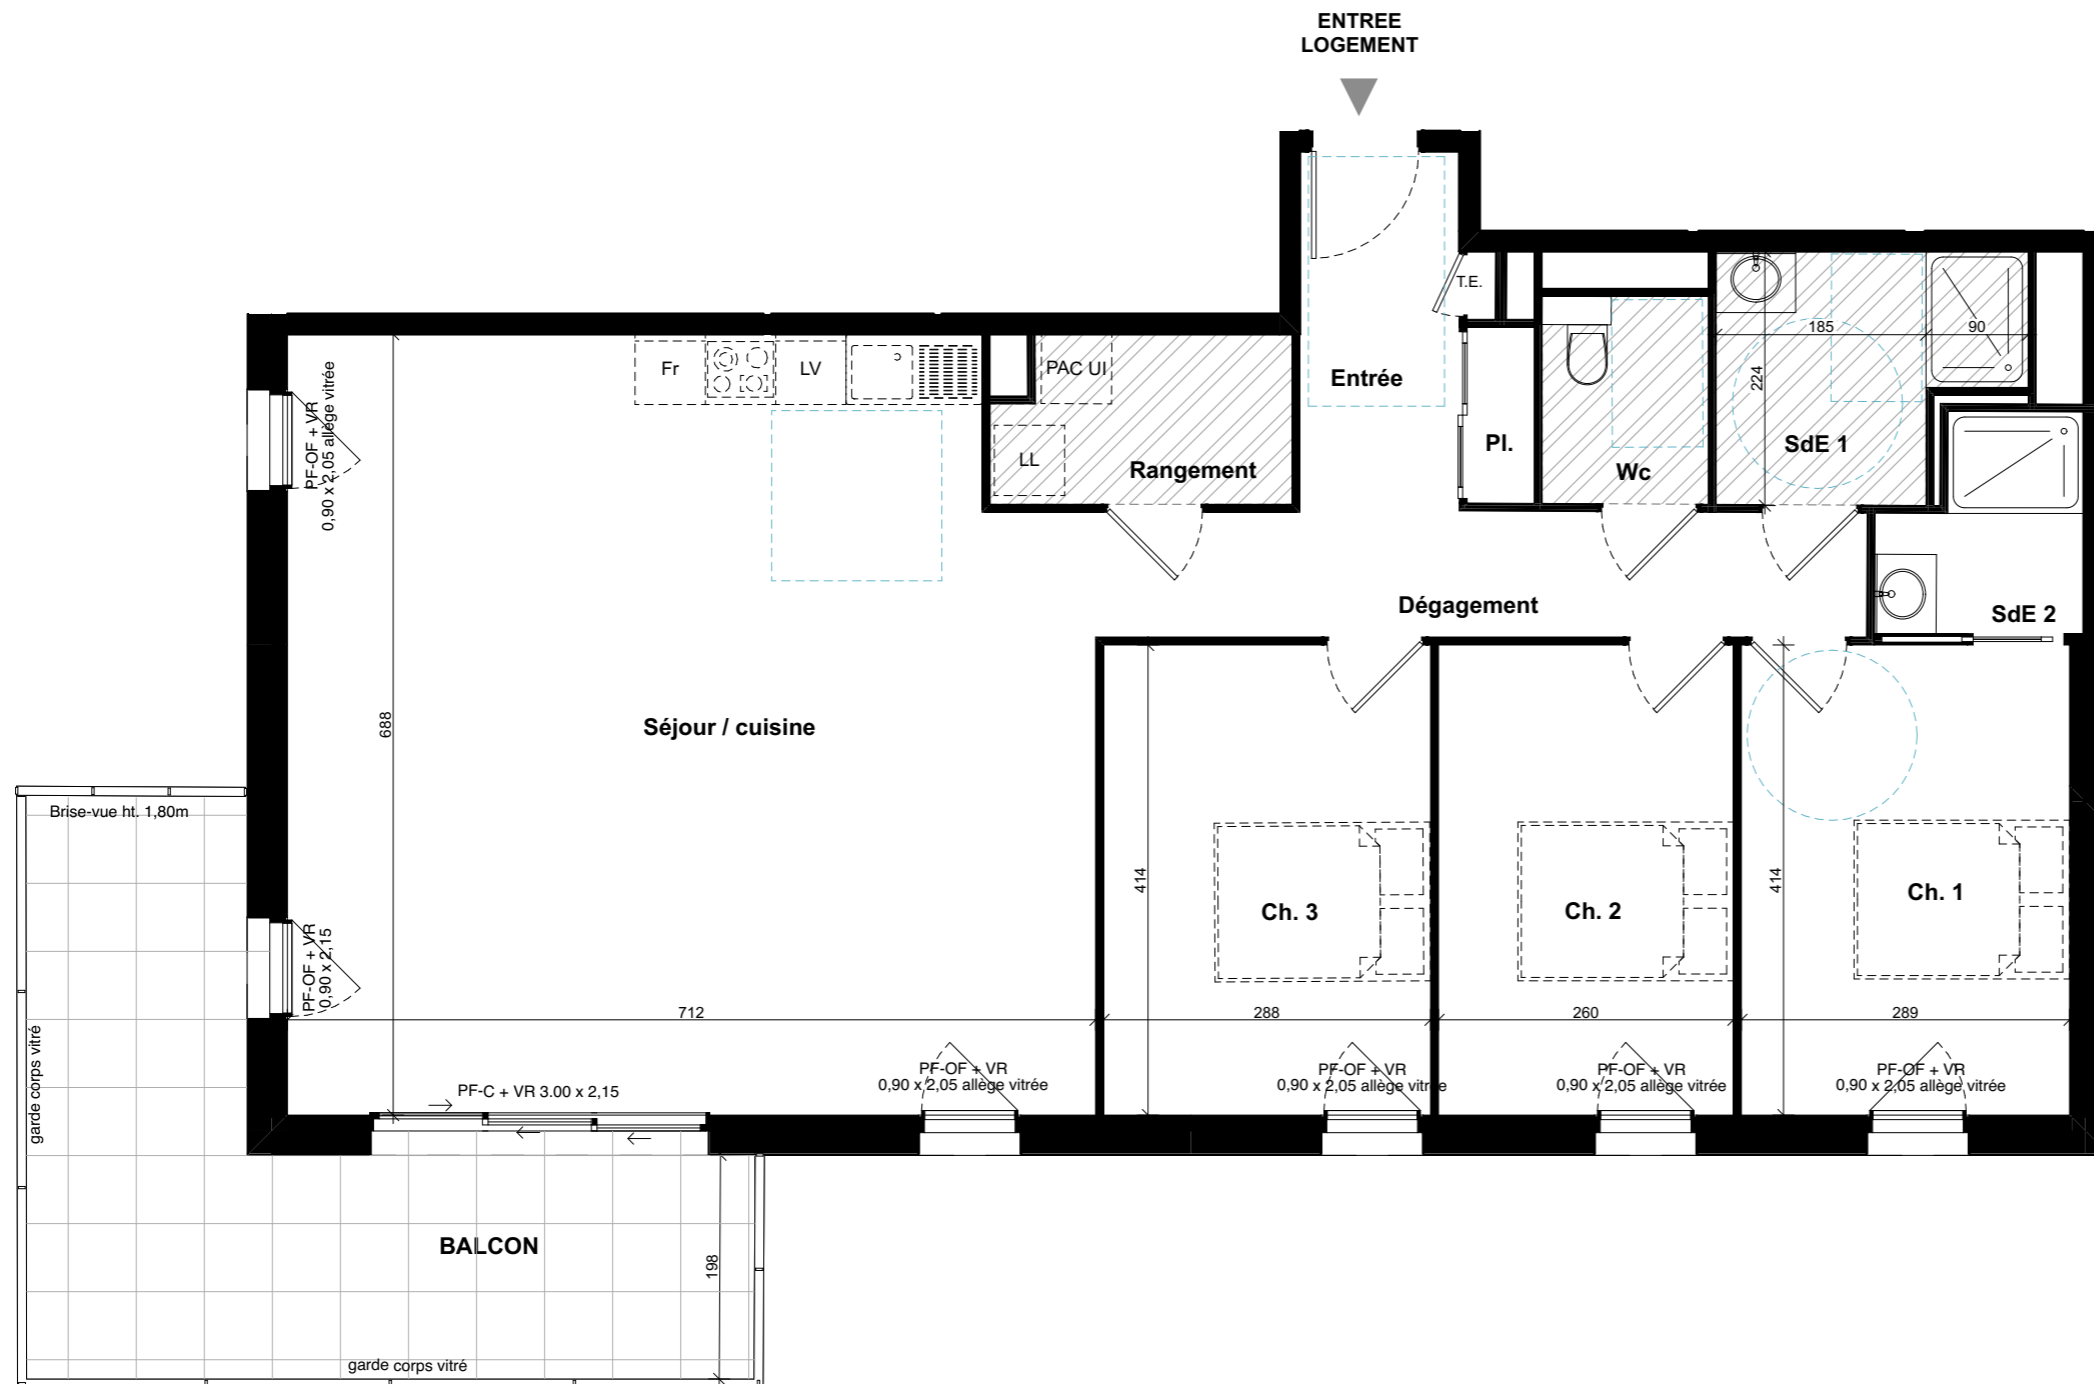 ENTREE
LOGEMENT
T.E.
185
90
224
Fr
LV
PAC UI
Entrée
LL
Rangement
Pl.
Wc
SdE 1
PF-OF + VR
0,90 x 2,05 allège vitrée
Dégagement
SdE 2
688
Séjour / cuisine
Brise-vue ht. 1,80m
414
414
Ch. 3
Ch. 2
Ch. 1
PF-OF + VR
0,90 x 2,15
712
288
260
289
garde corps vitré
PF-C + VR 3.00 x 2,15
PF-OF + VR
0,90 x 2,05 allège vitrée
PF-OF + VR
0,90 x 2,05 allège vitrée
PF-OF + VR
0,90 x 2,05 allège vitrée
PF-OF + VR
0,90 x 2,05 allège vitrée
BALCON
198
garde corps vitré